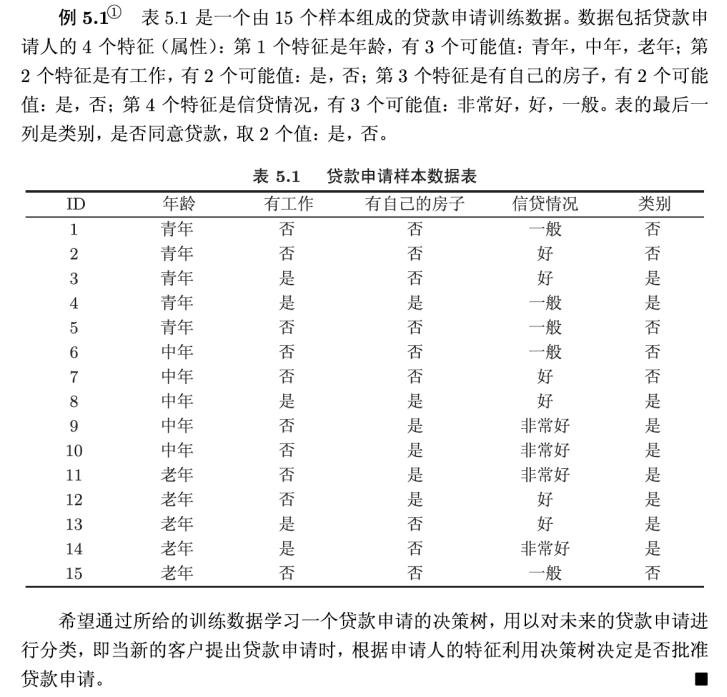 例 5.1① 表 5.1 是一个由 15 个样本组成的贷款申请训练数据。数据包括贷款申
请人的 4 个特征（属性）：第 1 个特征是年龄，有 3 个可能值：青年，中年，老年；第
2 个特征是有工作，有 2 个可能值：是，否；第 3 个特征是有自己的房子，有 2 个可能
值：是，否；第 4 个特征是信贷情况，有 3 个可能值：非常好，好，一般。表的最后一
列是类别，是否同意贷款，取 2 个值：是，否。
表 5.1 贷款申请样本数据表
ID 年龄 有工作 有自己的房子 信贷情况 类别
1 青年 否 否 一般 否
2 青年 否 否 好 否
3 青年 是 否 好 是
4 青年 是 是 一般 是
5 青年 否 否 一般 否
6 中年 否 否 一般 否
7 中年 否 否 好 否
8 中年 是 是 好 是
9 中年 否 是 非常好 是
10 中年 否 是 非常好 是
11 老年 否 是 非常好 是
12 老年 否 是 好 是
13 老年 是 否 好 是
14 老年 是 否 非常好 是
15 老年 否 否 一般 否
希望通过所给的训练数据学习一个贷款申请的决策树，用以对未来的贷款申请进
行分类，即当新的客户提出贷款申请时，根据申请人的特征利用决策树决定是否批准
贷款申请。